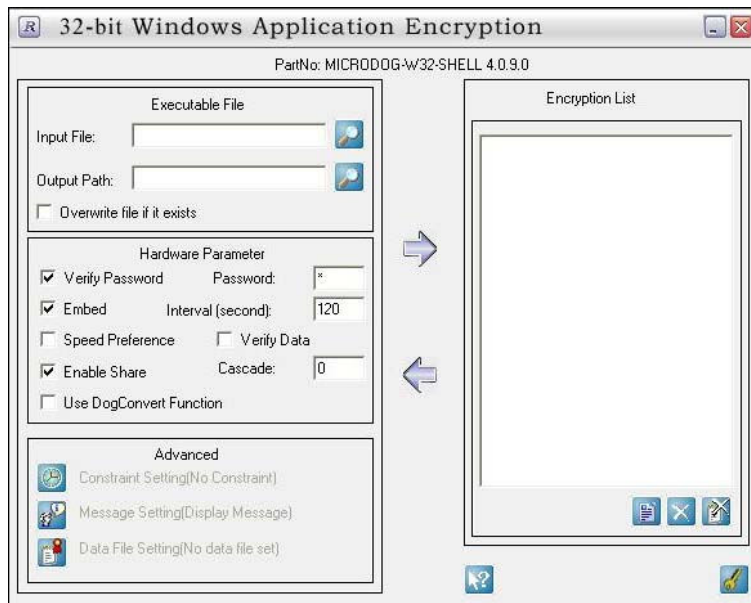 R 32-bit Windows Application Encryption
PartNo: MICRODOG-W32-SHELL 4.0.9.0
Executable File
Input File:
Output Path:
Overwrite file if it exists
Hardware Parameter
Verify Password Password: *
Embed Interval (second): 120
Speed Preference Verify Data
Enable Share Cascade: 0
Use DogConvert Function
Advanced
Constraint Setting(No Constraint)
Message Setting(Display Message)
Data File Setting(No data file set)
Encryption List